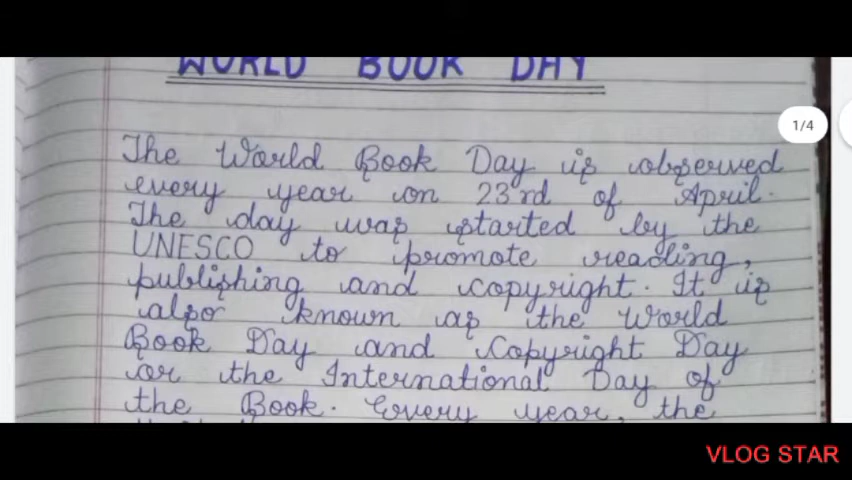 WORLD BOOK DAY
1/4
The World Book Day is observed
every year on 23rd of April.
The day was started by the
UNESCO to promote reading,
publishing and copyright. It is
also known as the World
Book Day and Copyright Day
or the International Day of
the Book. Every year, the
VLOG STAR